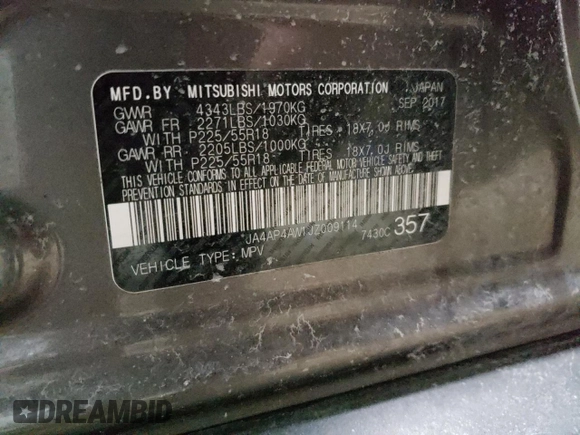 MFD.BY MITSUBISHI MOTORS CORPORATION JAPAN
GVWR 4343LBS/1970KG SEP 2017
GAWR FR 2271LBS/1030KG
WITH P225/55R18 TIRES 18X7.0J RIMS
GAWR RR 2205LBS/1000KG
WITH P225/55R18 TIRES 18X7.0J RIMS
THIS VEHICLE CONFORMS TO ALL APPLICABLE FEDERAL MOTOR VEHICLE SAFETY, BUMPER, AND THEFT
PREVENTION STANDARDS IN EFFECT ON THE DATE OF MANUFACTURE SHOWN ABOVE.
JA4AP4AW1JZ009114 7430C 357
VEHICLE TYPE: MPV
DREAMBID